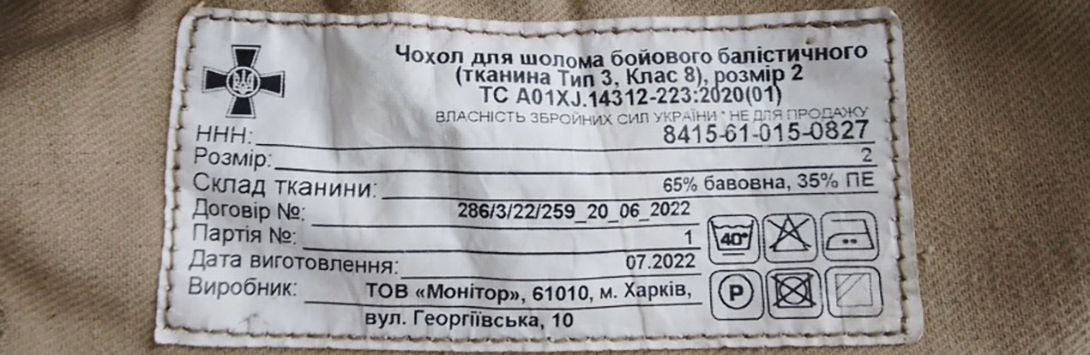 Чохол для шолома бойового балістичного
(тканина Тип 3, Клас 8), розмір 2
ТС А01XJ.14312-223:2020(01)
ВЛАСНІСТЬ ЗБРОЙНИХ СИЛ УКРАЇНИ * НЕ ДЛЯ ПРОДАЖУ
ННН: 8415-61-015-0827
Розмір: 2
Склад тканини: 65% бавовна, 35% ПЕ
Договір №: 286/3/22/259_20_06_2022
Партія №: 1
Дата виготовлення: 07.2022
Виробник: ТОВ «Монітор», 61010, м. Харків,
вул. Георгіївська, 10
40°
P